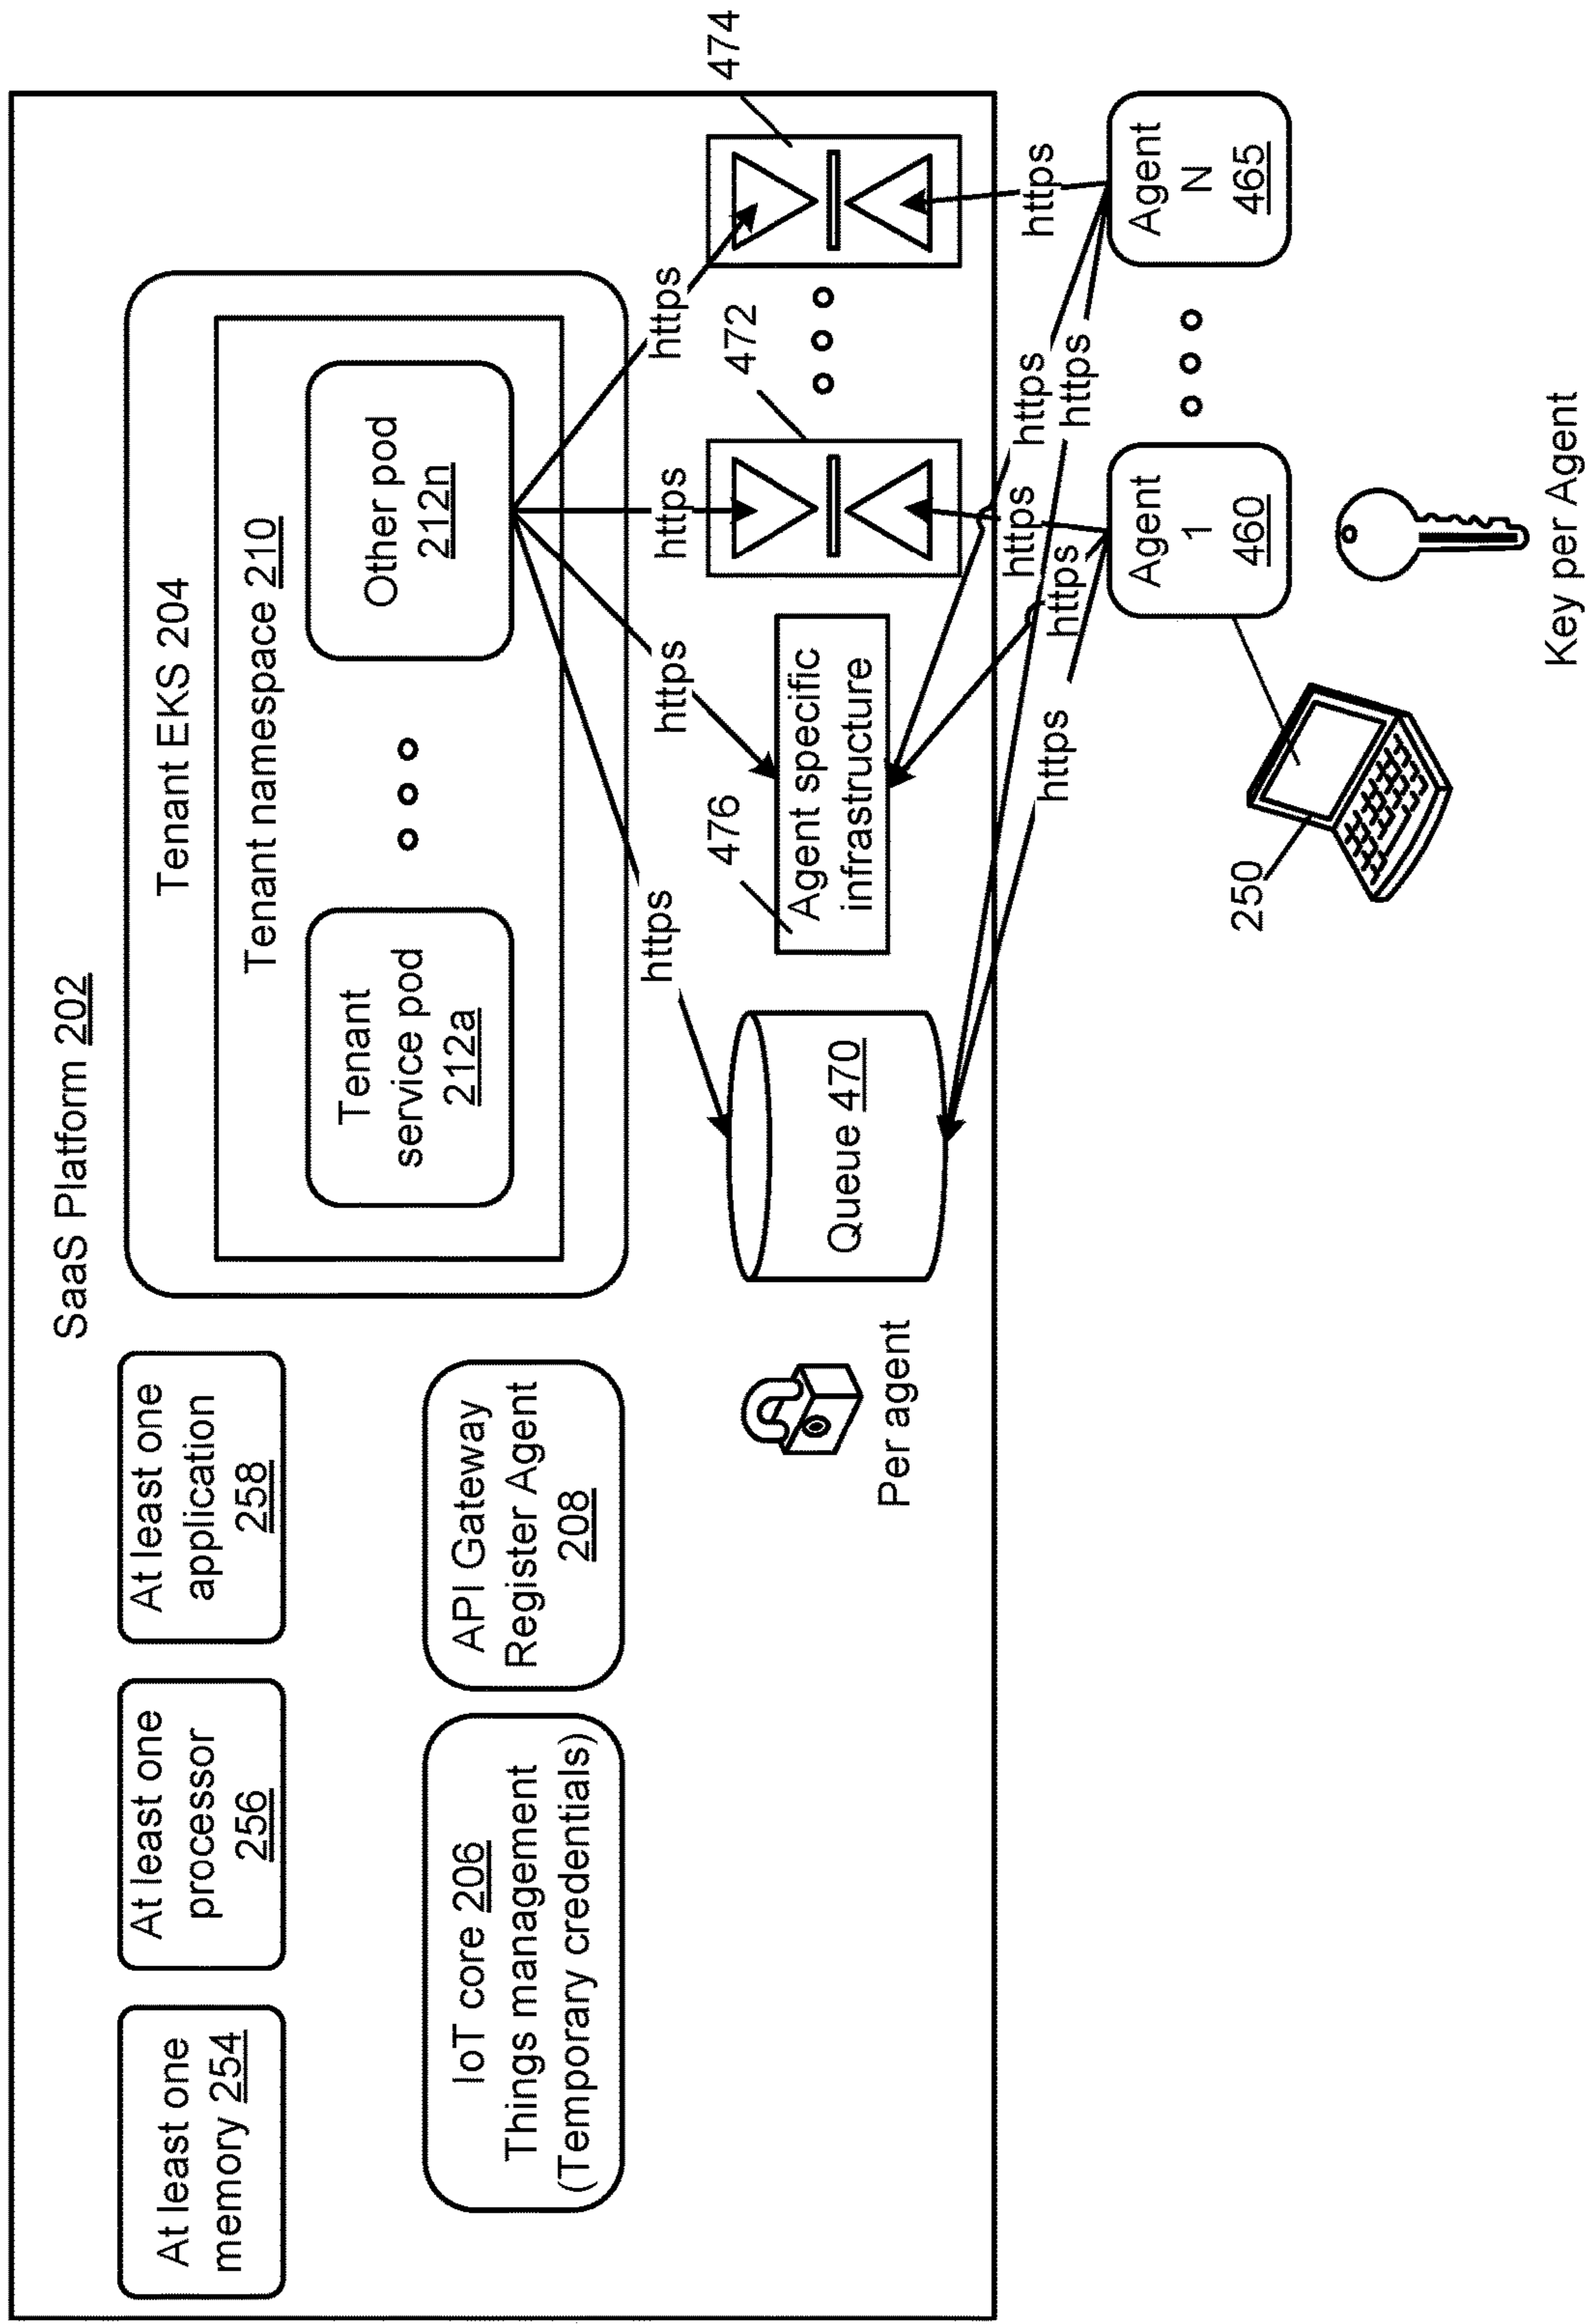 SaaS Platform 202
At least one
memory 254
At least one
processor
256
At least one
application
258
Tenant EKS 204
Tenant namespace 210
Tenant
service pod
212a
Other pod
212n
IoT core 206
Things management
(Temporary credentials)
API Gateway
Register Agent
208
https
https
https
https
Per agent
Queue 470
476
Agent specific
infrastructure
472
474
https
https
https
https
https
https
250
Agent
1
460
Agent
N
465
Key per Agent